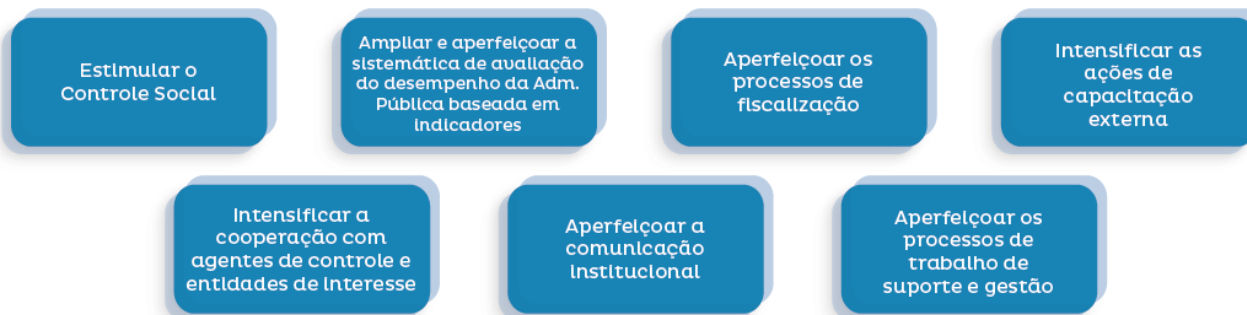 Estimular o
Controle Social
Ampliar e aperfeiçoar a
sistemática de avaliação
do desempenho da Adm.
Pública baseada em
indicadores
Aperfeiçoar os
processos de
fiscalização
Intensificar as
ações de
capacitação
externa
Intensificar a
cooperação com
agentes de controle e
entidades de interesse
Aperfeiçoar a
comunicação
institucional
Aperfeiçoar os
processos de
trabalho de
suporte e gestão